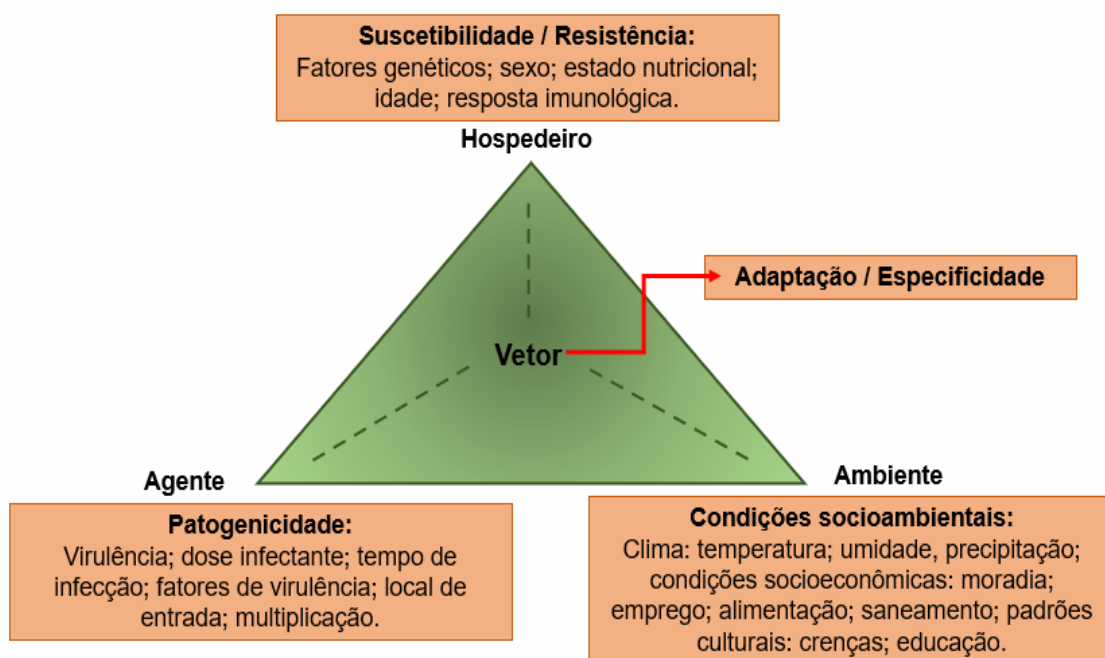 Suscetibilidade / Resistência:
Fatores genéticos; sexo; estado nutricional;
idade; resposta imunológica.
Hospedeiro
Adaptação / Especificidade
Vetor
Agente
Ambiente
Patogenicidade:
Virulência; dose infectante; tempo de
infecção; fatores de virulência; local de
entrada; multiplicação.
Condições socioambientais:
Clima: temperatura; umidade, precipitação;
condições socioeconômicas: moradia;
emprego; alimentação; saneamento; padrões
culturais: crenças; educação.